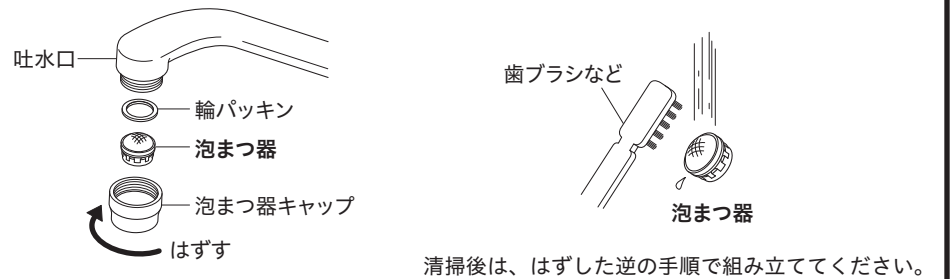 吐水口
輪パッキン
泡まつ器
泡まつ器キャップ
はずす
歯ブラシなど
泡まつ器
清掃後は、はずした逆の手順で組み立ててください。